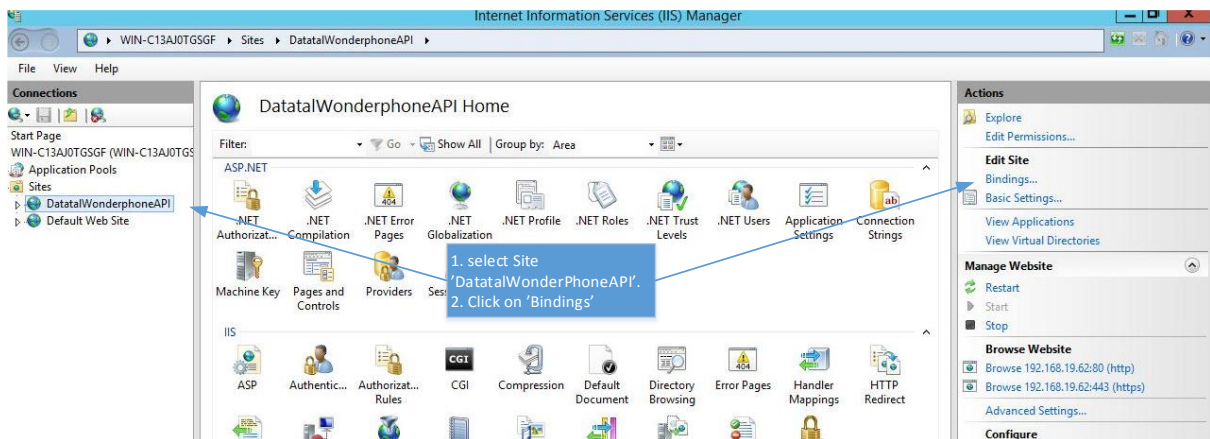 Internet Information Services (IIS) Manager
WIN-C13AJ0TGSGF ▸ Sites ▸ DatatalWonderphoneAPI ▸
File View Help
Connections
Start Page
WIN-C13AJ0TGSGF (WIN-C13AJ0TGS
Application Pools
Sites
DatatalWonderphoneAPI
Default Web Site
DatatalWonderphoneAPI Home
Filter: Go Show All Group by: Area
ASP.NET
.NET Authorizat...
.NET Compilation
.NET Error Pages
.NET Globalization
.NET Profile
.NET Roles
.NET Trust Levels
.NET Users
Application Settings
Connection Strings
Machine Key
Pages and Controls
Providers
1. select Site
’DatatalWonderPhoneAPI’.
2. Click on ’Bindings’
IIS
ASP
Authentic...
Authorizat... Rules
CGI
CGI
Compression
Default Document
Directory Browsing
404
Error Pages
Handler Mappings
HTTP Redirect
Actions
Explore
Edit Permissions...
Edit Site
Bindings...
Basic Settings...
View Applications
View Virtual Directories
Manage Website
Restart
Start
Stop
Browse Website
Browse 192.168.19.62:80 (http)
Browse 192.168.19.62:443 (https)
Advanced Settings...
Configure